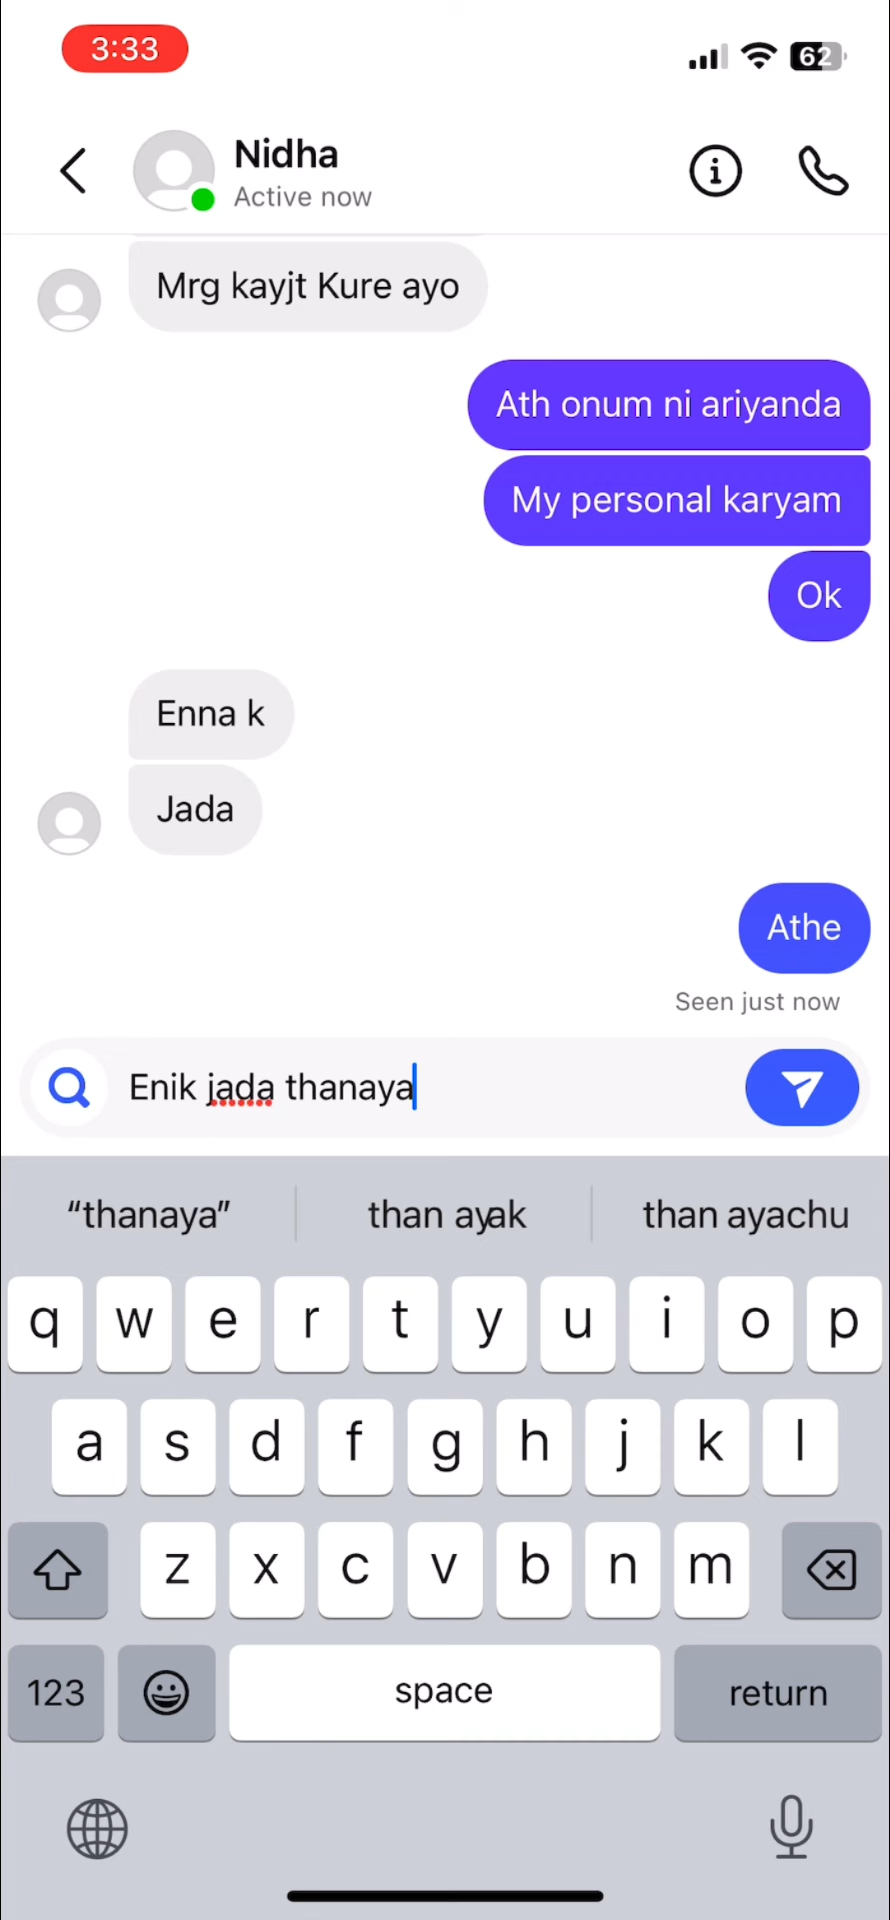 3:33
62
Nidha
Active now
Mrg kayjt Kure ayo
Ath onum ni ariyanda
My personal karyam
Ok
Enna k
Jada
Athe
Seen just now
Enik jada thanaya
“thanaya” than ayak than ayachu
q w e r t y u i o p
a s d f g h j k l
z x c v b n m
123 space return